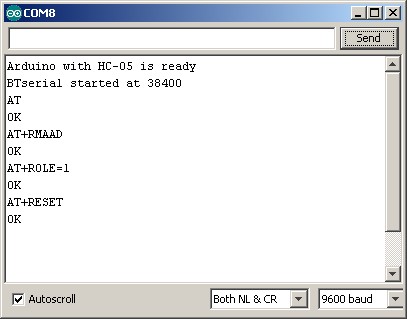 COM8
Send
Arduino with HC-05 is ready
BTserial started at 38400
AT
OK
AT+RMAAD
OK
AT+ROLE=1
OK
AT+RESET
OK
Autoscroll
Both NL & CR
9600 baud